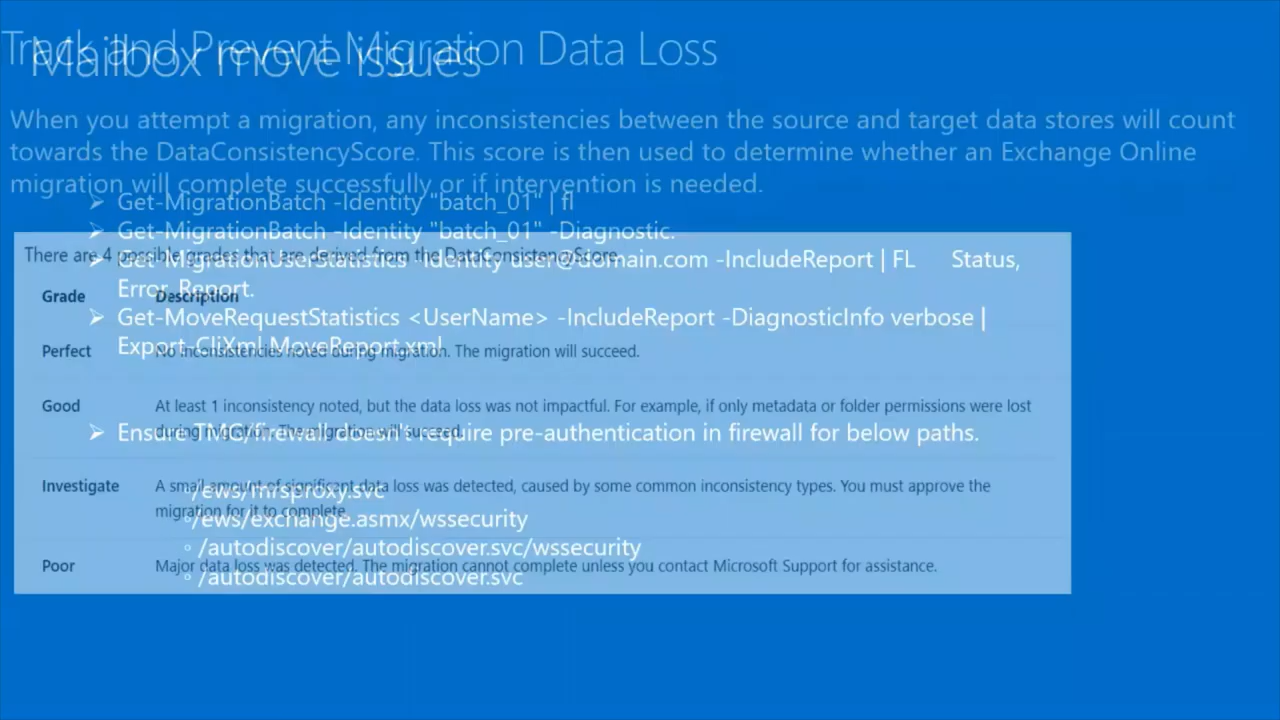 Track and Prevent Migration Data Loss
Mailbox move issues
When you attempt a migration, any inconsistencies between the source and target data stores will count
towards the DataConsistencyScore. This score is then used to determine whether an Exchange Online
migration will complete successfully or if intervention is needed.
➢ Get-MigrationBatch -Identity "batch_01" | fl
➢ Get-MigrationBatch -Identity "batch_01" -Diagnostic.
There are 4 possible grades that are derived from the DataConsistencyScore.
➢ Get-MigrationUserStatistics -Identity user@domain.com -IncludeReport | FL Status,
Error, Report.
Grade Description
➢ Get-MoveRequestStatistics <UserName> -IncludeReport -DiagnosticInfo verbose |
Export-CliXml MoveReport.xml
Perfect No inconsistencies noted during migration. The migration will succeed.
Good At least 1 inconsistency noted, but the data loss was not impactful. For example, if only metadata or folder permissions were lost
during migration. The migration will succeed.
➢ Ensure TMG/firewall require pre-authentication in firewall for below paths.
Investigate A small amount of significant data loss was detected, caused by some common inconsistency types. You must approve the
migration for it to complete.
◦ /ews/mrsproxy.svc
◦ /ews/exchange.asmx/wssecurity
◦ /autodiscover/autodiscover.svc/wssecurity
Poor Major data loss was detected. The migration cannot complete unless you contact Microsoft Support for assistance.
◦ /autodiscover/autodiscover.svc